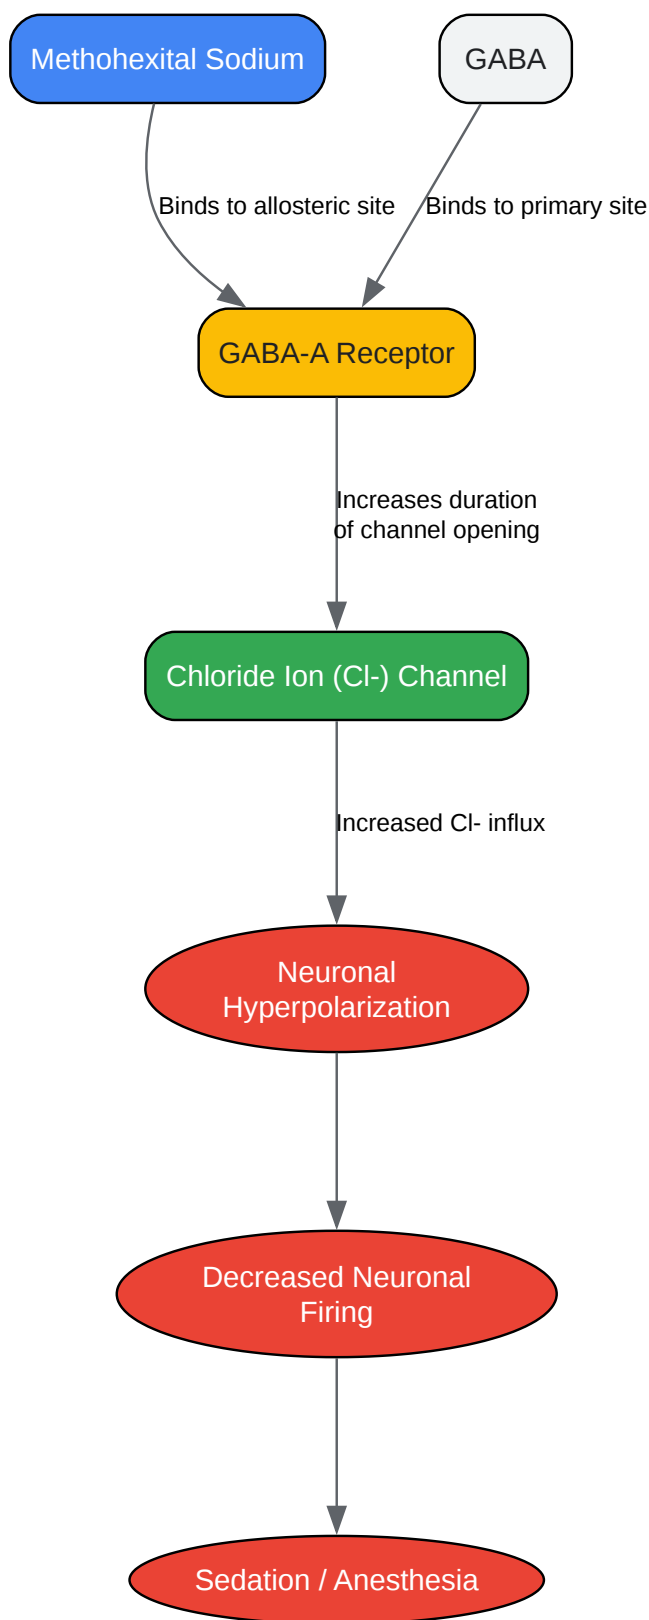 Methohexital Sodium
GABA
Binds to allosteric site
Binds to primary site
GABA-A Receptor
Increases duration
of channel opening
Chloride Ion (Cl-) Channel
Increased Cl- influx
Neuronal
Hyperpolarization
Decreased Neuronal
Firing
Sedation / Anesthesia